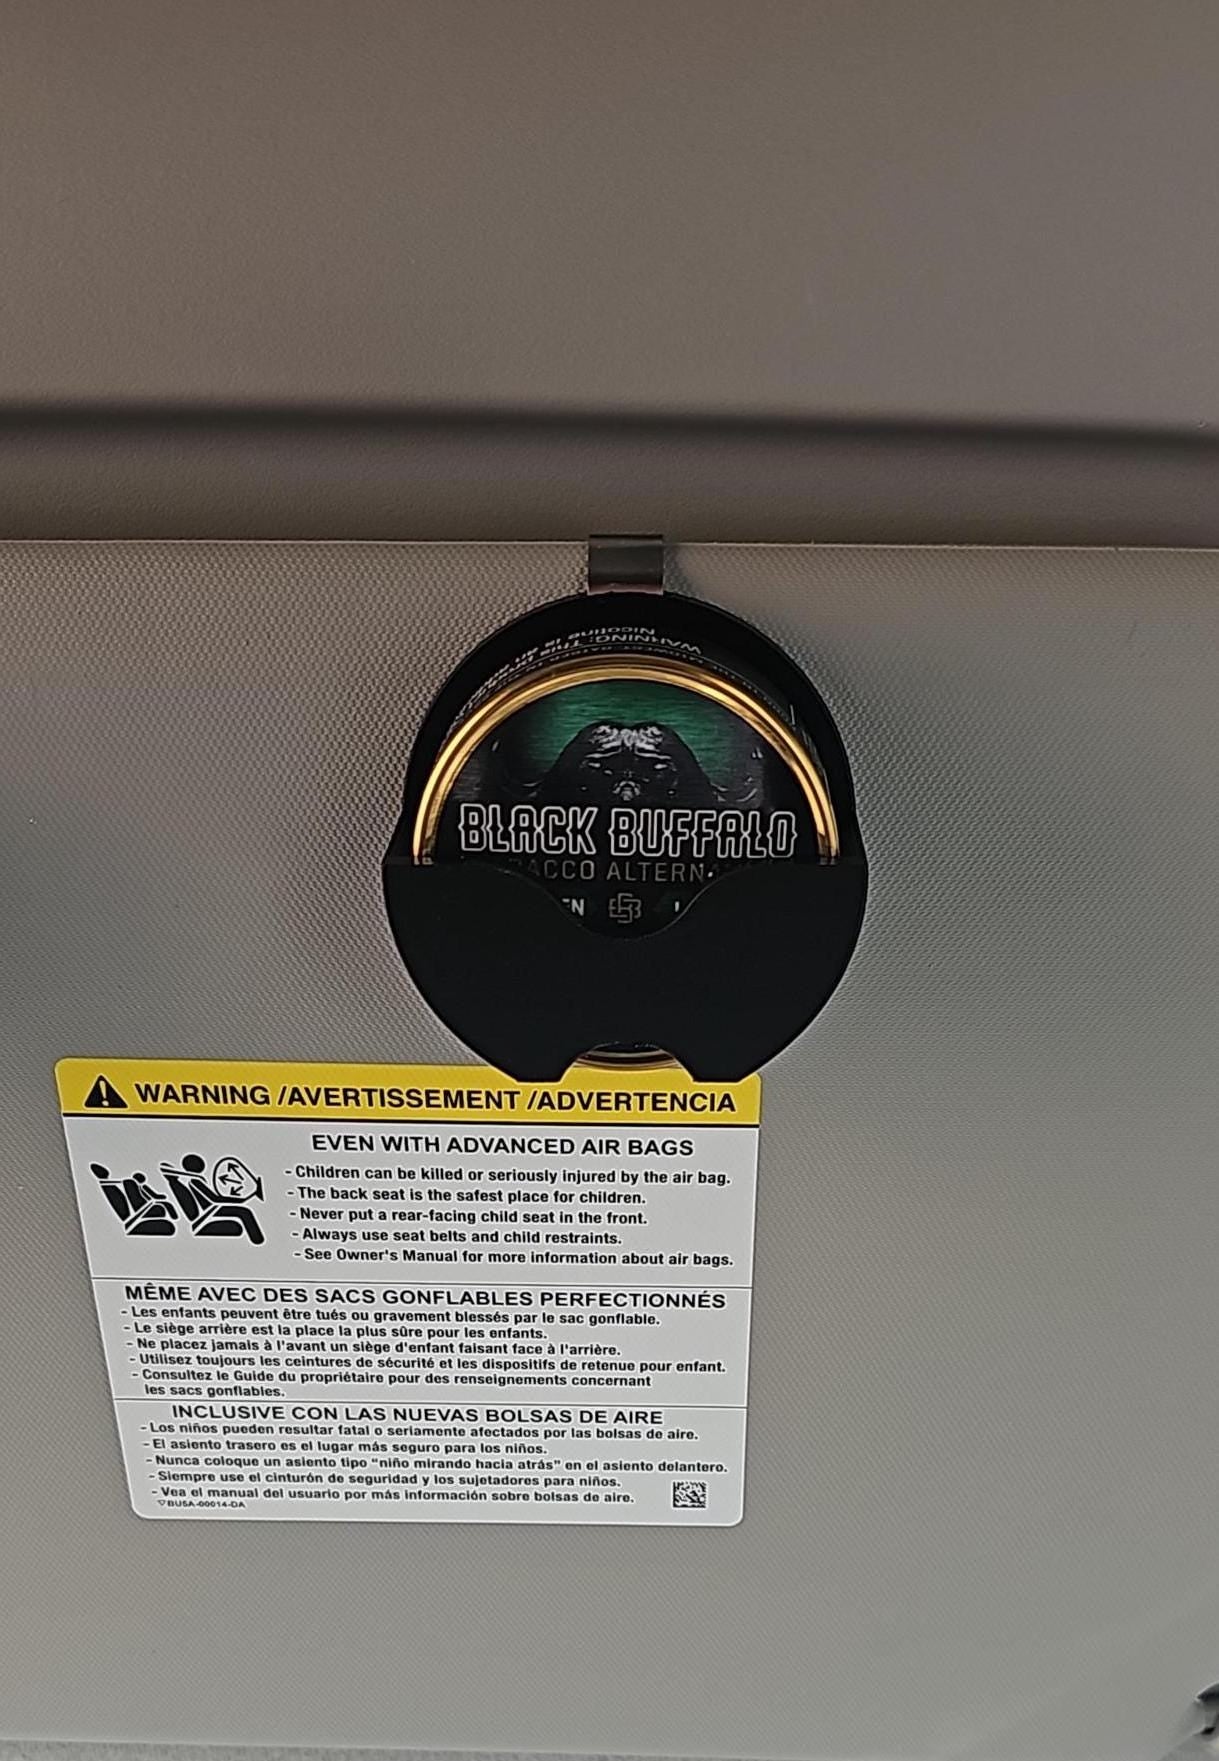 WARNING: This
Nicotine is an
BLACK BUFFALO
ACCO ALTERN
EN
WARNING /AVERTISSEMENT /ADVERTENCIA
EVEN WITH ADVANCED AIR BAGS
- Children can be killed or seriously injured by the air bag.
- The back seat is the safest place for children.
- Never put a rear-facing child seat in the front.
- Always use seat belts and child restraints.
- See Owner's Manual for more information about air bags.
MÊME AVEC DES SACS GONFLABLES PERFECTIONNÉS
- Les enfants peuvent être tués ou gravement blessés par le sac gonflable.
- Le siège arrière est la place la plus sûre pour les enfants.
- Ne placez jamais à l'avant un siège d'enfant faisant face à l'arrière.
- Utilisez toujours les ceintures de sécurité et les dispositifs de retenue pour enfant.
- Consultez le Guide du propriétaire pour des renseignements concernant
les sacs gonflables.
INCLUSIVE CON LAS NUEVAS BOLSAS DE AIRE
- Los niños pueden resultar fatal o seriamente afectados por las bolsas de aire.
- El asiento trasero es el lugar más seguro para los niños.
- Nunca coloque un asiento tipo "niño mirando hacia atrás" en el asiento delantero.
- Siempre use el cinturón de seguridad y los sujetadores para niños.
- Vea el manual del usuario por más información sobre bolsas de aire.
BU5A-00014-DA